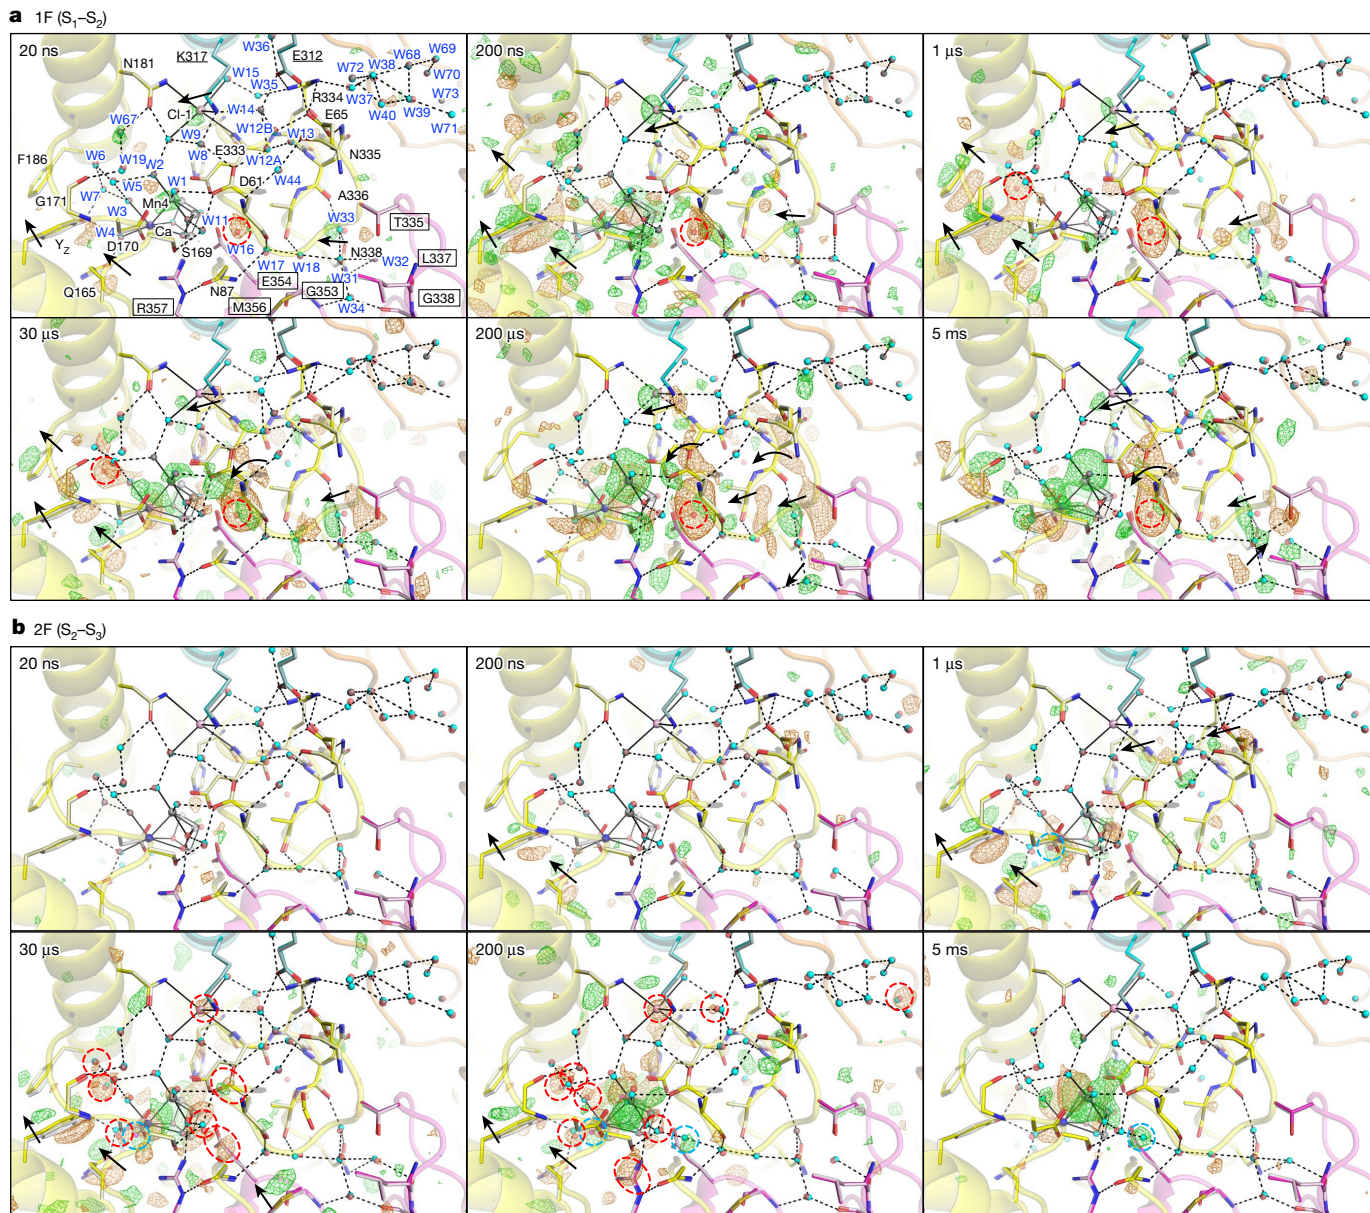 a 1F (S1–S2)
20 ns
N181
K317
W36
E312
W68
W69
W72
W38
W70
W15
W35
R334
W37
W73
Cl-1
W14
E65
W40
W39
W67
W12B
W13
W71
W9
E333
F186
W6
W19
W2
W8
W12A
N335
W7
W5
W1
D61
W44
A336
G171
Mn4
W3
W11
W33
T335
YZ
W4
Ca
D170
S169
W16
N338
L337
W17
W18
W32
Q165
E354
W31
N87
G353
G338
R357
M356
W34
200 ns
1 µs
30 µs
200 µs
5 ms
b 2F (S2–S3)
20 ns
200 ns
1 µs
30 µs
200 µs
5 ms